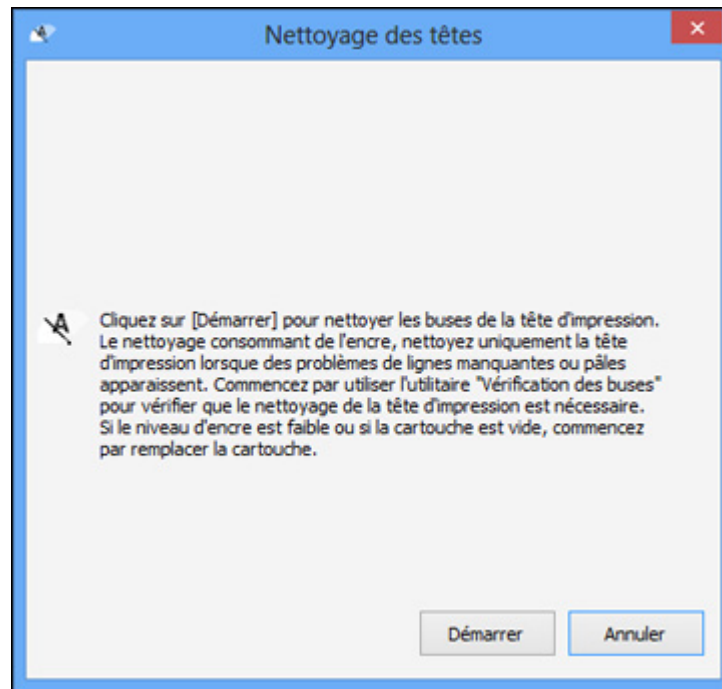 Nettoyage des têtes
Cliquez sur [Démarrer] pour nettoyer les buses de la tête d'impression.
Le nettoyage consommant de l'encre, nettoyez uniquement la tête
d'impression lorsque des problèmes de lignes manquantes ou pâles
apparaissent. Commencez par utiliser l'utilitaire "Vérification des buses"
pour vérifier que le nettoyage de la tête d'impression est nécessaire.
Si le niveau d'encre est faible ou si la cartouche est vide, commencez
par remplacer la cartouche.
Démarrer
Annuler